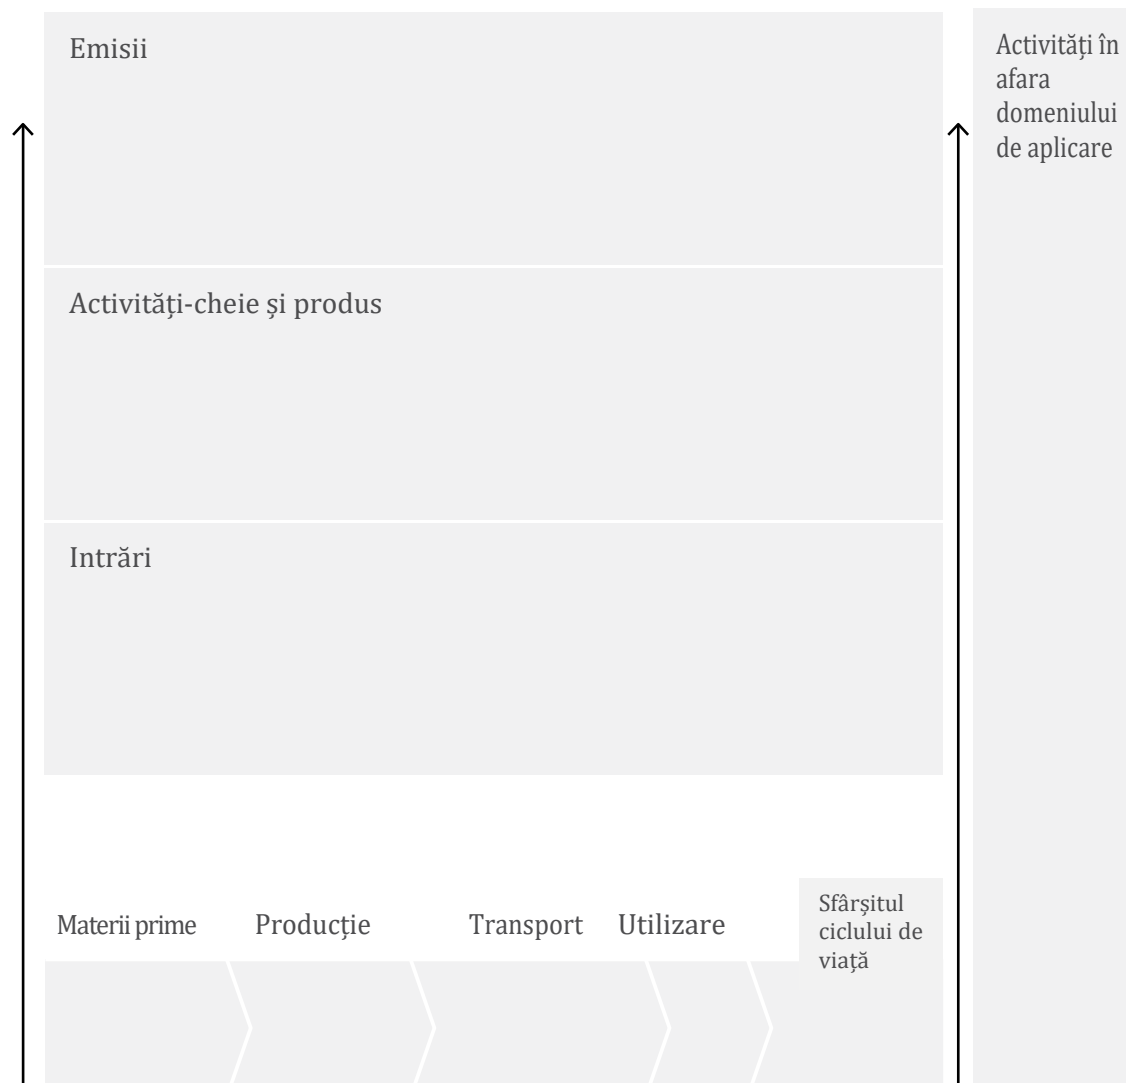 Emisii
Activități în
afara
domeniului
de aplicare
Activități-cheie și produs
Intrări
Materii prime
Producție
Transport
Utilizare
Sfârșitul
ciclului de
viață